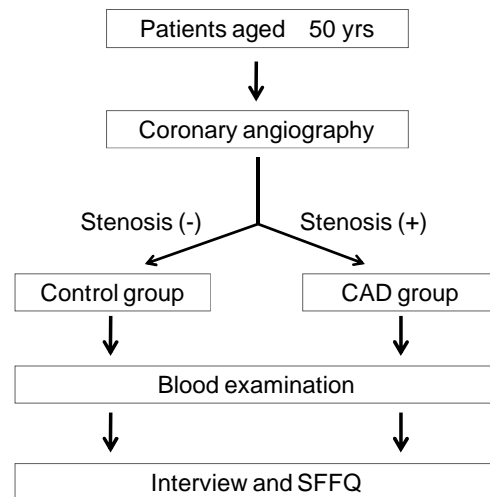 Patients aged 50 yrs
Coronary angiography
Stenosis (-)
Stenosis (+)
Control group
CAD group
Blood examination
Interview and SFFQ